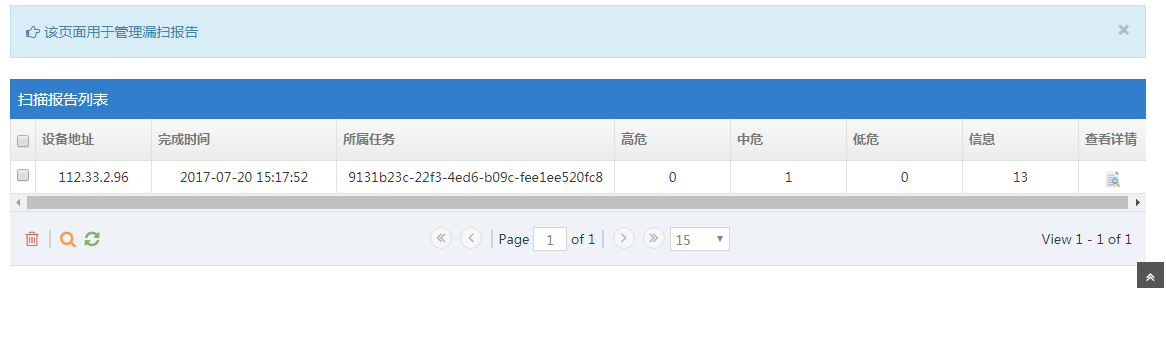 该页面用于管理漏扫报告
扫描报告列表
设备地址 完成时间 所属任务 高危 中危 低危 信息 查看详情
112.33.2.96 2017-07-20 15:17:52 9131b23c-22f3-4ed6-b09c-fee1ee520fc8 0 1 0 13
Page 1 of 1 15 View 1 - 1 of 1